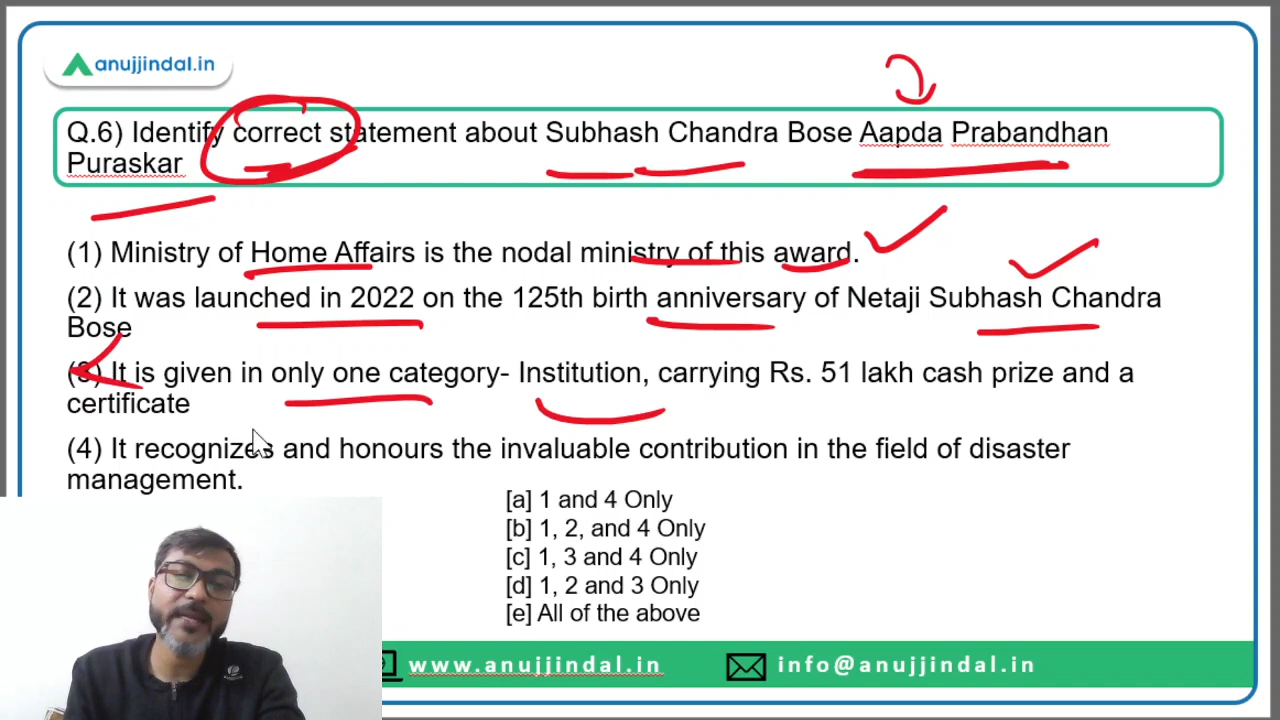 anujjindal.in
Q.6) Identify correct statement about Subhash Chandra Bose Aapda Prabandhan
Puraskar
(1) Ministry of Home Affairs is the nodal ministry of this award.
(2) It was launched in 2022 on the 125th birth anniversary of Netaji Subhash Chandra
Bose
(3) It is given in only one category- Institution, carrying Rs. 51 lakh cash prize and a
certificate
(4) It recognizes and honours the invaluable contribution in the field of disaster
management.
[a] 1 and 4 Only
[b] 1, 2, and 4 Only
[c] 1, 3 and 4 Only
[d] 1, 2 and 3 Only
[e] All of the above
www.anujjindal.in info@anujjindal.in